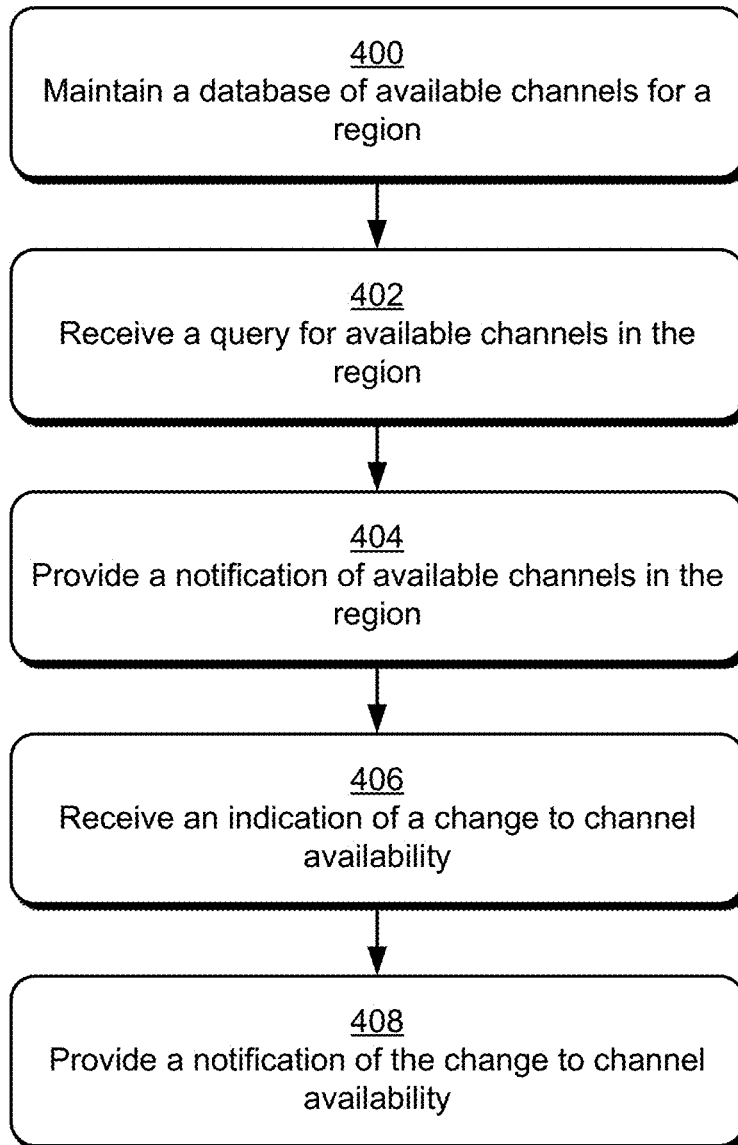 400
Maintain a database of available channels for a
region
402
Receive a query for available channels in the
region
404
Provide a notification of available channels in the
region
406
Receive an indication of a change to channel
availability
408
Provide a notification of the change to channel
availability